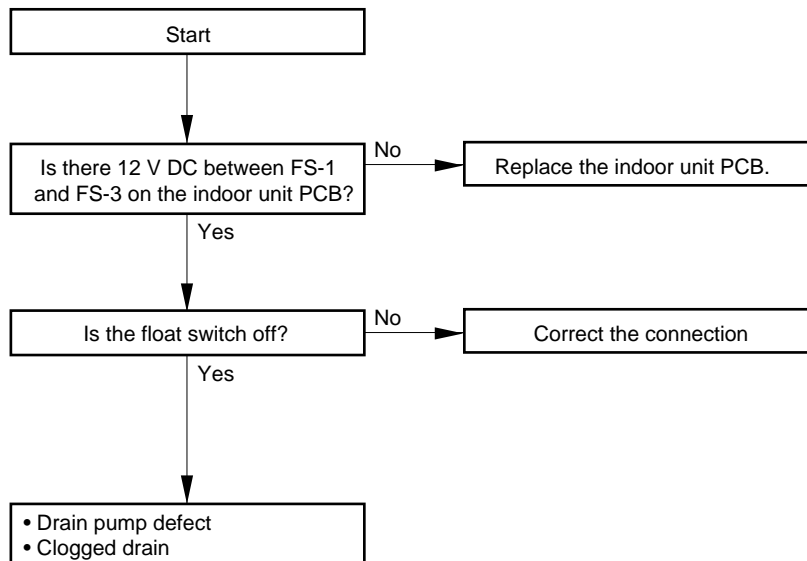 Start
Is there 12 V DC between FS-1
and FS-3 on the indoor unit PCB?
No
Replace the indoor unit PCB.
Yes
Is the float switch off?
No
Correct the connection
Yes
• Drain pump defect
• Clogged drain